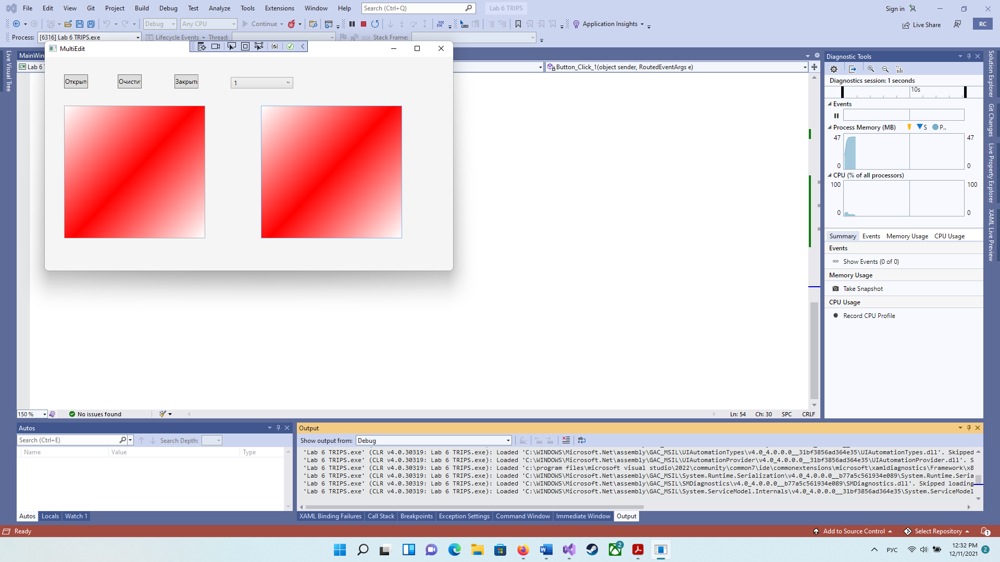 File Edit View Git Project Build Debug Test Analyze Tools Extensions Window Help Search (Ctrl+Q) Lab 6 TRIPS Sign in
Debug Any CPU Continue Application Insights Live Share RC
Process: [6316] Lab 6 TRIPS.exe Lifecycle Events Thread: Stack Frame:
MultiEdit
MainWin
Lab 6
Button_Click_1(object sender, RoutedEventArgs e)
Открыть Очистит Закрыть 1
Live Visual Tree
Diagnostic Tools
Diagnostics session: 1 seconds
10s
Events
Process Memory (MB) S P..
47 47
0 0
CPU (% of all processors)
100 100
0 0
Summary Events Memory Usage CPU Usage
Events
Show Events (0 of 0)
Memory Usage
Take Snapshot
CPU Usage
Record CPU Profile
Solution Explorer
Git Changes
Live Property Explorer
XAML Live Preview
150 % No issues found Ln: 54 Ch: 30 SPC CRLF
Autos
Search (Ctrl+E) Search Depth:
Name Value Type
Autos Locals Watch 1
Output
Show output from: Debug
'Lab 6 TRIPS.exe' (CLR v4.0.30319: Lab 6 TRIPS.exe): Loaded 'C:\WINDOWS\Microsoft.Net\assembly\GAC_MSIL\UIAutomationTypes\v4.0_4.0.0.0__31bf3856ad364e35\UIAutomationTypes.dll'. Skipped
'Lab 6 TRIPS.exe' (CLR v4.0.30319: Lab 6 TRIPS.exe): Loaded 'C:\WINDOWS\Microsoft.Net\assembly\GAC_MSIL\UIAutomationProvider\v4.0_4.0.0.0__31bf3856ad364e35\UIAutomationProvider.dll'. S
'Lab 6 TRIPS.exe' (CLR v4.0.30319: Lab 6 TRIPS.exe): Loaded 'c:\program files\microsoft visual studio\2022\community\common7\ide\commonextensions\microsoft\xamldiagnostics\Framework\x8
'Lab 6 TRIPS.exe' (CLR v4.0.30319: Lab 6 TRIPS.exe): Loaded 'C:\WINDOWS\Microsoft.Net\assembly\GAC_MSIL\System.Runtime.Serialization\v4.0_4.0.0.0__b77a5c561934e089\System.Runtime.Seria
'Lab 6 TRIPS.exe' (CLR v4.0.30319: Lab 6 TRIPS.exe): Loaded 'C:\WINDOWS\Microsoft.Net\assembly\GAC_MSIL\SMDiagnostics\v4.0_4.0.0.0__b77a5c561934e089\SMDiagnostics.dll'. Skipped loading
'Lab 6 TRIPS.exe' (CLR v4.0.30319: Lab 6 TRIPS.exe): Loaded 'C:\WINDOWS\Microsoft.Net\assembly\GAC_MSIL\System.ServiceModel.Internals\v4.0_4.0.0.0__31bf3856ad364e35\System.ServiceModel
XAML Binding Failures Call Stack Breakpoints Exception Settings Command Window Immediate Window Output
Ready Add to Source Control Select Repository 1
2 РУС 12:32 PM
12/11/2021 2